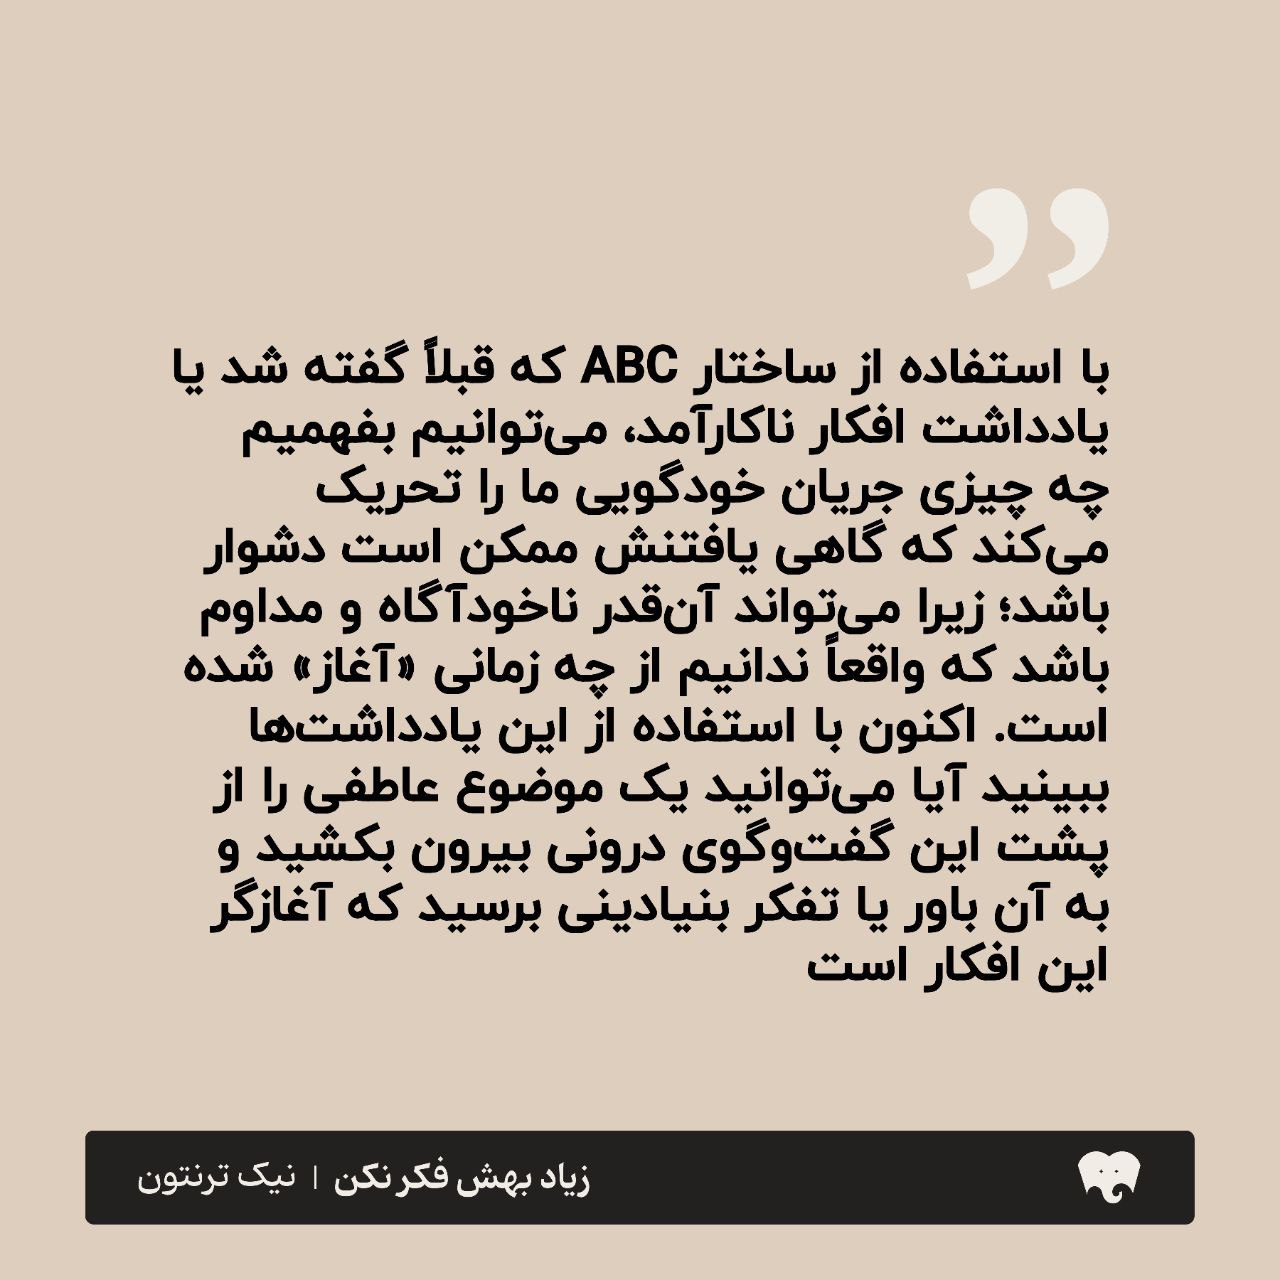 با استفاده از ساختار ABC که قبلاً گفته شد یا
یادداشت افکار ناکارآمد، می‌توانیم بفهمیم
چه چیزی جریان خودگویی ما را تحریک
می‌کند که گاهی یافتنش ممکن است دشوار
باشد؛ زیرا می‌تواند آن‌قدر ناخودآگاه و مداوم
باشد که واقعاً ندانیم از چه زمانی «آغاز» شده
است. اکنون با استفاده از این یادداشت‌ها
ببینید آیا می‌توانید یک موضوع عاطفی را از
پشت این گفت‌وگوی درونی بیرون بکشید و
به آن باور یا تفکر بنیادینی برسید که آغازگر
این افکار است
زیاد بهش فکر نکن | نیک ترنتون